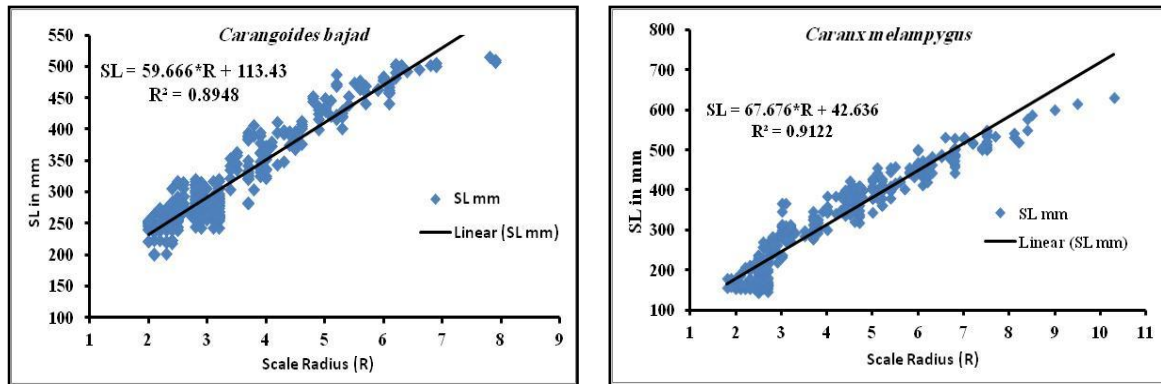 Carangoides bajad
SL = 59.666*R + 113.43
R² = 0.8948
550
500
450
400
350
300
250
200
150
100
SL in mm
SL mm
Linear (SL mm)
1 2 3 4 5 6 7 8 9
Scale Radius (R)
Caranx melampygus
SL = 67.676*R + 42.636
R² = 0.9122
800
700
600
500
400
300
200
100
SL in mm
SL mm
Linear (SL mm)
1 2 3 4 5 6 7 8 9 10 11
Scale Radius (R)